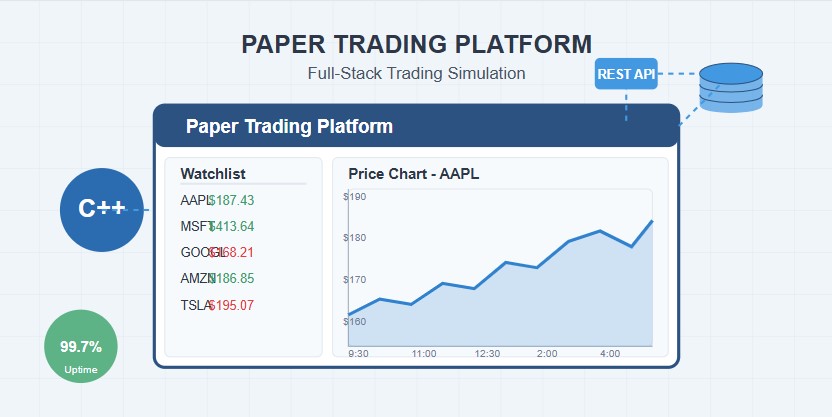 PAPER TRADING PLATFORM
Full-Stack Trading Simulation
REST API
Paper Trading Platform
Watchlist
AAPL $187.43
MSFT $413.64
GOOGL $168.21
AMZN $186.85
TSLA $195.07
Price Chart - AAPL
$190
$180
$170
$160
9:30 11:00 12:30 2:00 4:00
C++
99.7%
Uptime